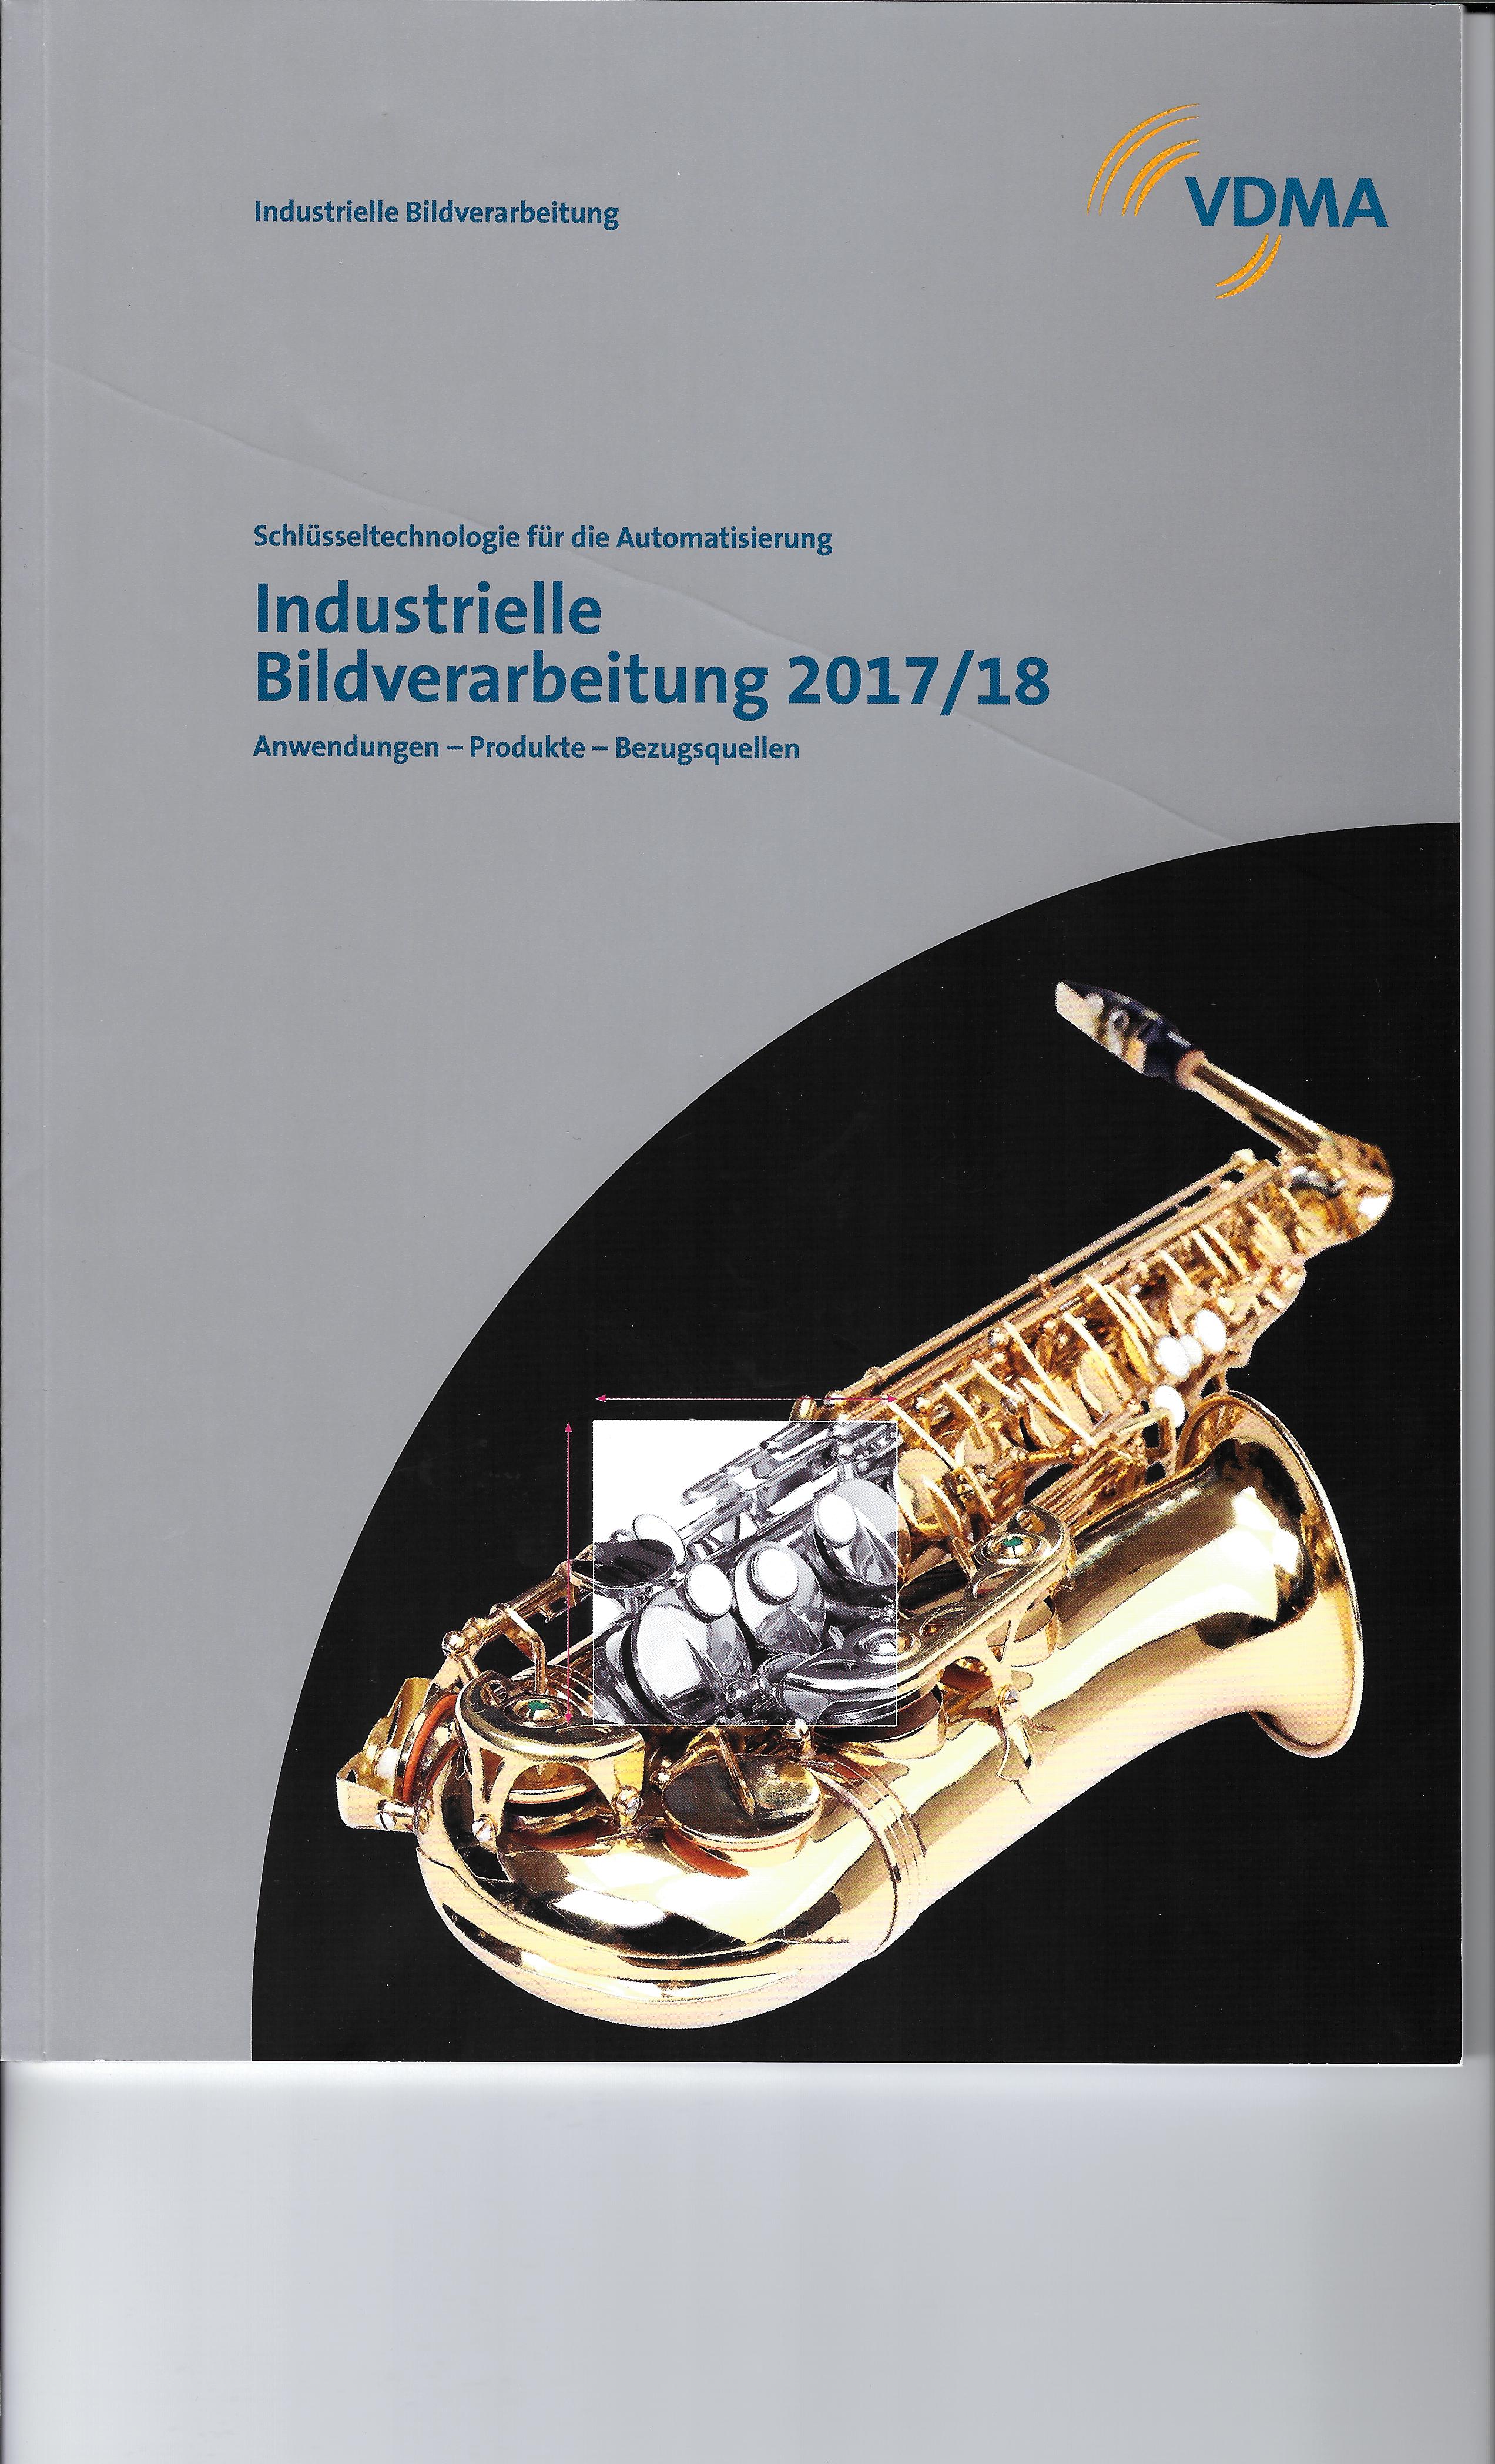 Industrielle Bildverarbeitung
VDMA
Schlüsseltechnologie für die Automatisierung
Industrielle
Bildverarbeitung 2017/18
Anwendungen – Produkte – Bezugsquellen